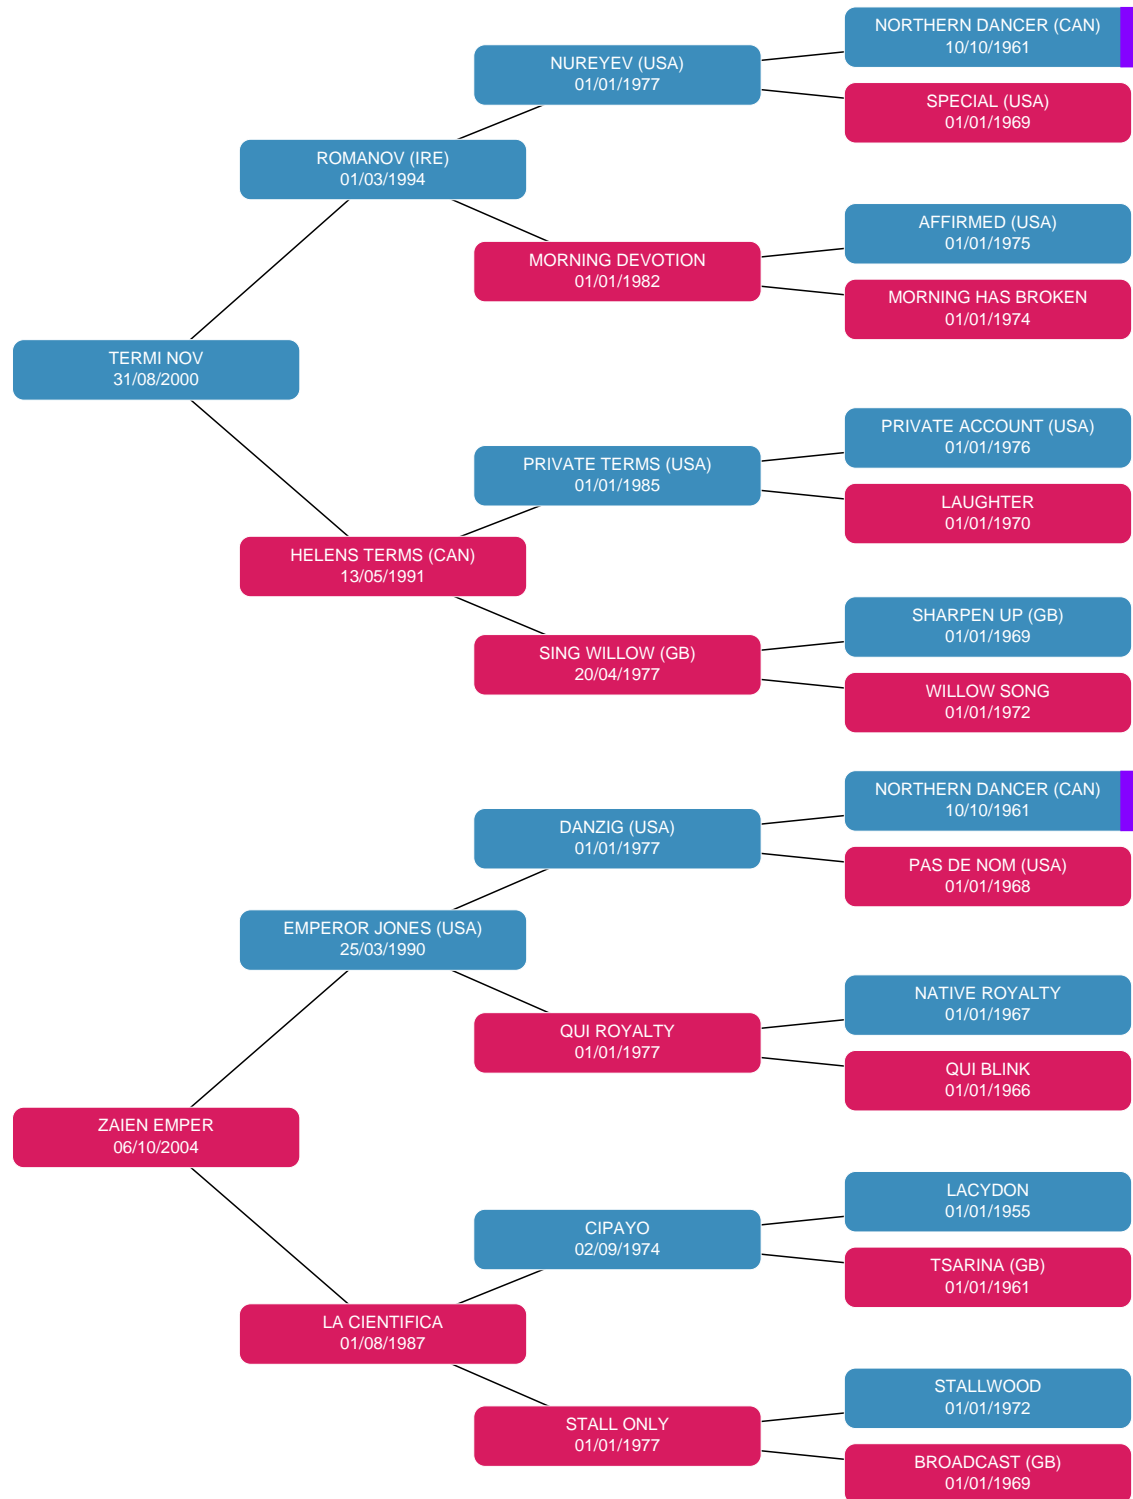 NORTHERN DANCER (CAN)
10/10/1961
NUREYEV (USA)
01/01/1977
SPECIAL (USA)
01/01/1969
ROMANOV (IRE)
01/03/1994
AFFIRMED (USA)
01/01/1975
MORNING DEVOTION
01/01/1982
MORNING HAS BROKEN
01/01/1974
TERMI NOV
31/08/2000
PRIVATE ACCOUNT (USA)
01/01/1976
PRIVATE TERMS (USA)
01/01/1985
LAUGHTER
01/01/1970
HELENS TERMS (CAN)
13/05/1991
SHARPEN UP (GB)
01/01/1969
SING WILLOW (GB)
20/04/1977
WILLOW SONG
01/01/1972
NORTHERN DANCER (CAN)
10/10/1961
DANZIG (USA)
01/01/1977
PAS DE NOM (USA)
01/01/1968
EMPEROR JONES (USA)
25/03/1990
NATIVE ROYALTY
01/01/1967
QUI ROYALTY
01/01/1977
QUI BLINK
01/01/1966
ZAIEN EMPER
06/10/2004
LACYDON
01/01/1955
CIPAYO
02/09/1974
TSARINA (GB)
01/01/1961
LA CIENTIFICA
01/08/1987
STALLWOOD
01/01/1972
STALL ONLY
01/01/1977
BROADCAST (GB)
01/01/1969